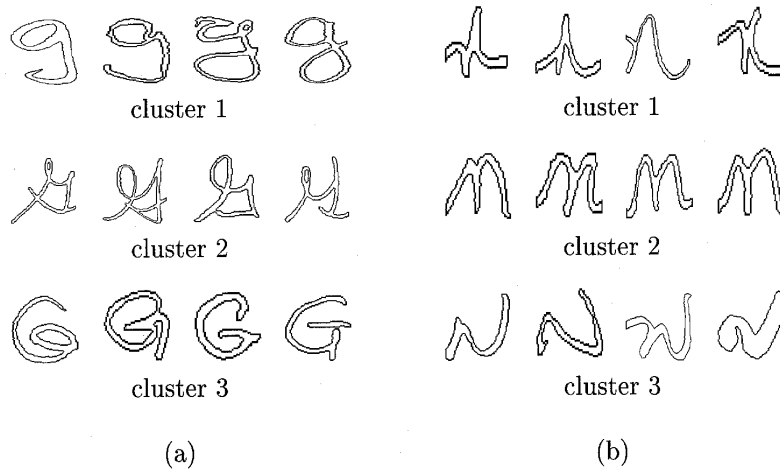 g g g g
cluster 1
G G G G
cluster 2
G G G G
cluster 3
(a)
cluster 1
n n n n
cluster 2
N N N N
cluster 3
(b)